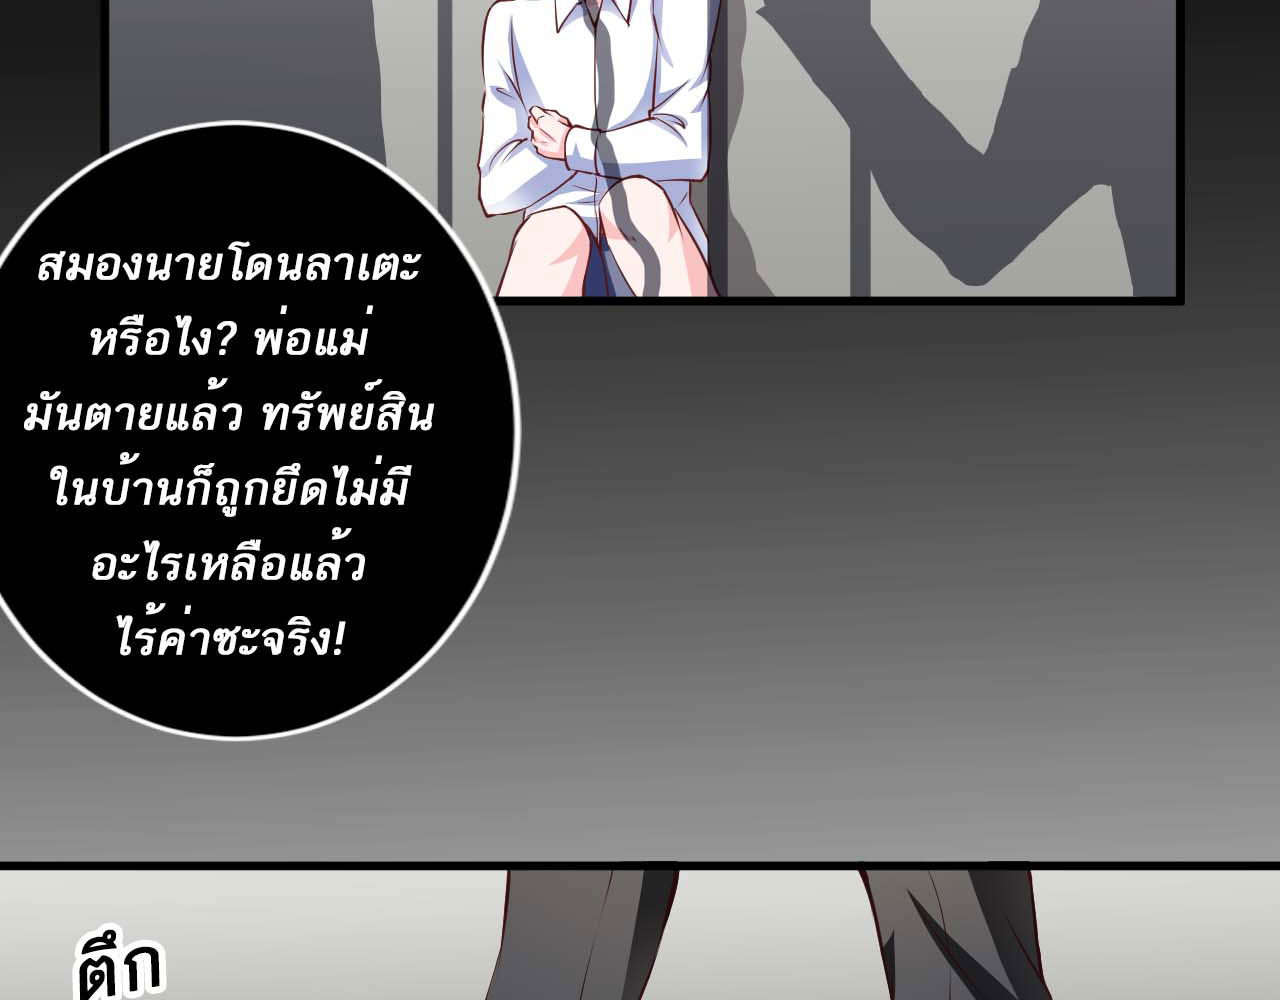 สมองนายโดนลาเตะ
หรือไง? พ่อแม่
มันตายแล้ว ทรัพย์สิน
ในบ้านก็ถูกยึดไม่มี
อะไรเหลือแล้ว
ไร้ค่าซะจริง!
ตึก